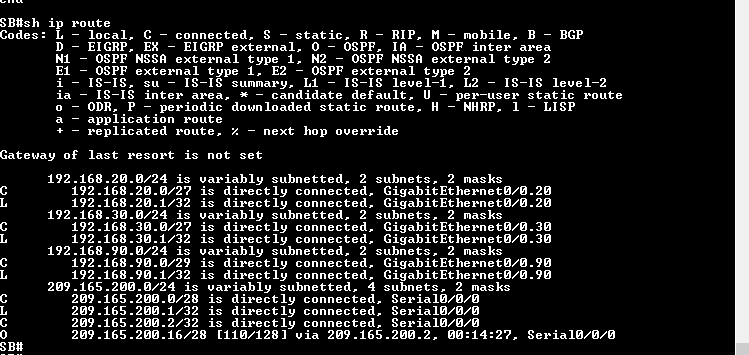 SB#sh ip route
Codes: L - local, C - connected, S - static, R - RIP, M - mobile, B - BGP
D - EIGRP, EX - EIGRP external, O - OSPF, IA - OSPF inter area
N1 - OSPF NSSA external type 1, N2 - OSPF NSSA external type 2
E1 - OSPF external type 1, E2 - OSPF external type 2
i - IS-IS, su - IS-IS summary, L1 - IS-IS level-1, L2 - IS-IS level-2
ia - IS-IS inter area, * - candidate default, U - per-user static route
o - ODR, P - periodic downloaded static route, H - NHRP, l - LISP
a - application route
+ - replicated route, % - next hop override
Gateway of last resort is not set
192.168.20.0/24 is variably subnetted, 2 subnets, 2 masks
C 192.168.20.0/27 is directly connected, GigabitEthernet0/0.20
L 192.168.20.1/32 is directly connected, GigabitEthernet0/0.20
192.168.30.0/24 is variably subnetted, 2 subnets, 2 masks
C 192.168.30.0/27 is directly connected, GigabitEthernet0/0.30
L 192.168.30.1/32 is directly connected, GigabitEthernet0/0.30
192.168.90.0/24 is variably subnetted, 2 subnets, 2 masks
C 192.168.90.0/29 is directly connected, GigabitEthernet0/0.90
L 192.168.90.1/32 is directly connected, GigabitEthernet0/0.90
209.165.200.0/24 is variably subnetted, 4 subnets, 2 masks
C 209.165.200.0/28 is directly connected, Serial0/0/0
L 209.165.200.1/32 is directly connected, Serial0/0/0
C 209.165.200.2/32 is directly connected, Serial0/0/0
O 209.165.200.16/28 [110/128] via 209.165.200.2, 00:14:27, Serial0/0/0
SB#